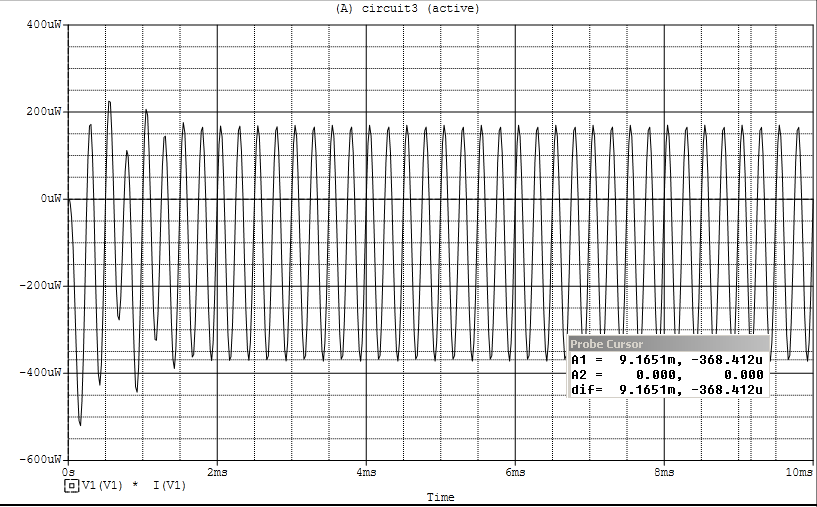 (A) circuit3 (active)
400uW
200uW
0uW
-200uW
-400uW
-600uW
Probe Cursor
A1 = 9.1651m, -368.412u
A2 = 0.000, 0.000
dif= 9.1651m, -368.412u
0s 2ms 4ms 6ms 8ms 10ms
V1(V1) * I(V1)
Time